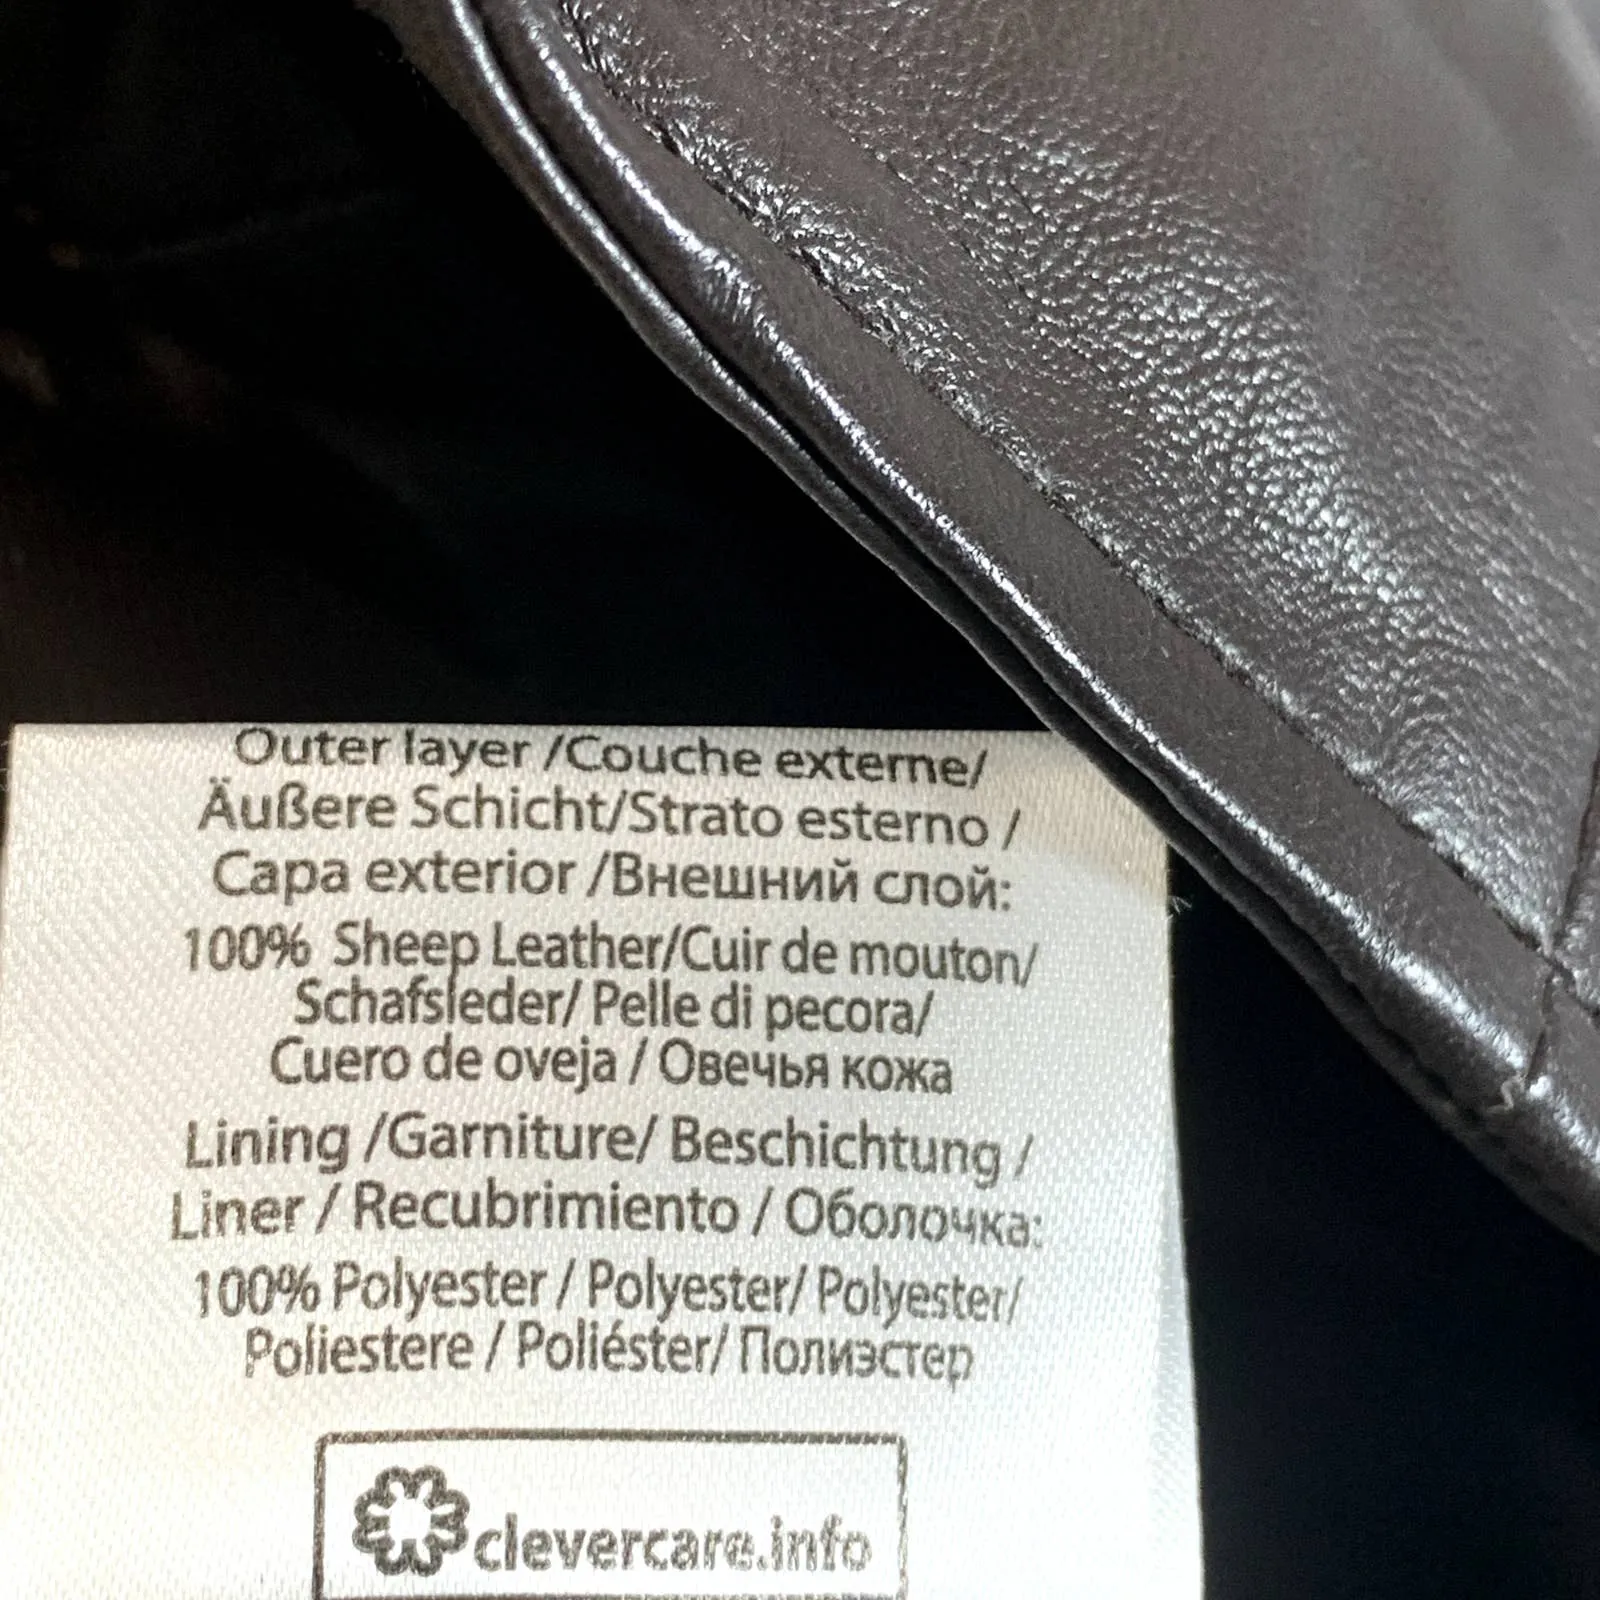 Outer layer /Couche externe/
Äußere Schicht/Strato esterno /
Capa exterior /Внешний слой:
100% Sheep Leather/Cuir de mouton/
Schafsleder/ Pelle di pecora/
Cuero de oveja / Овечья кожа
Lining /Garniture/ Beschichtung /
Liner / Recubrimiento / Оболочка:
100% Polyester / Polyester/ Polyester/
Poliestere / Poliéster/ Полиэстер
clevercare.info